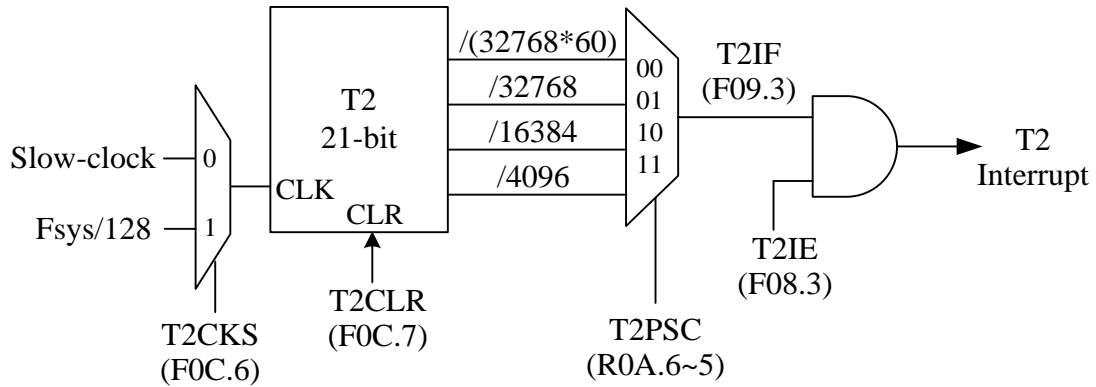 Slow-clock
Fsys/128
0
1
T2CKS
(F0C.6)
T2
21-bit
CLK
CLR
T2CLR
(F0C.7)
/(32768*60)
/32768
/16384
/4096
00
01
10
11
T2PSC
(R0A.6~5)
T2IF
(F09.3)
T2IE
(F08.3)
T2
Interrupt